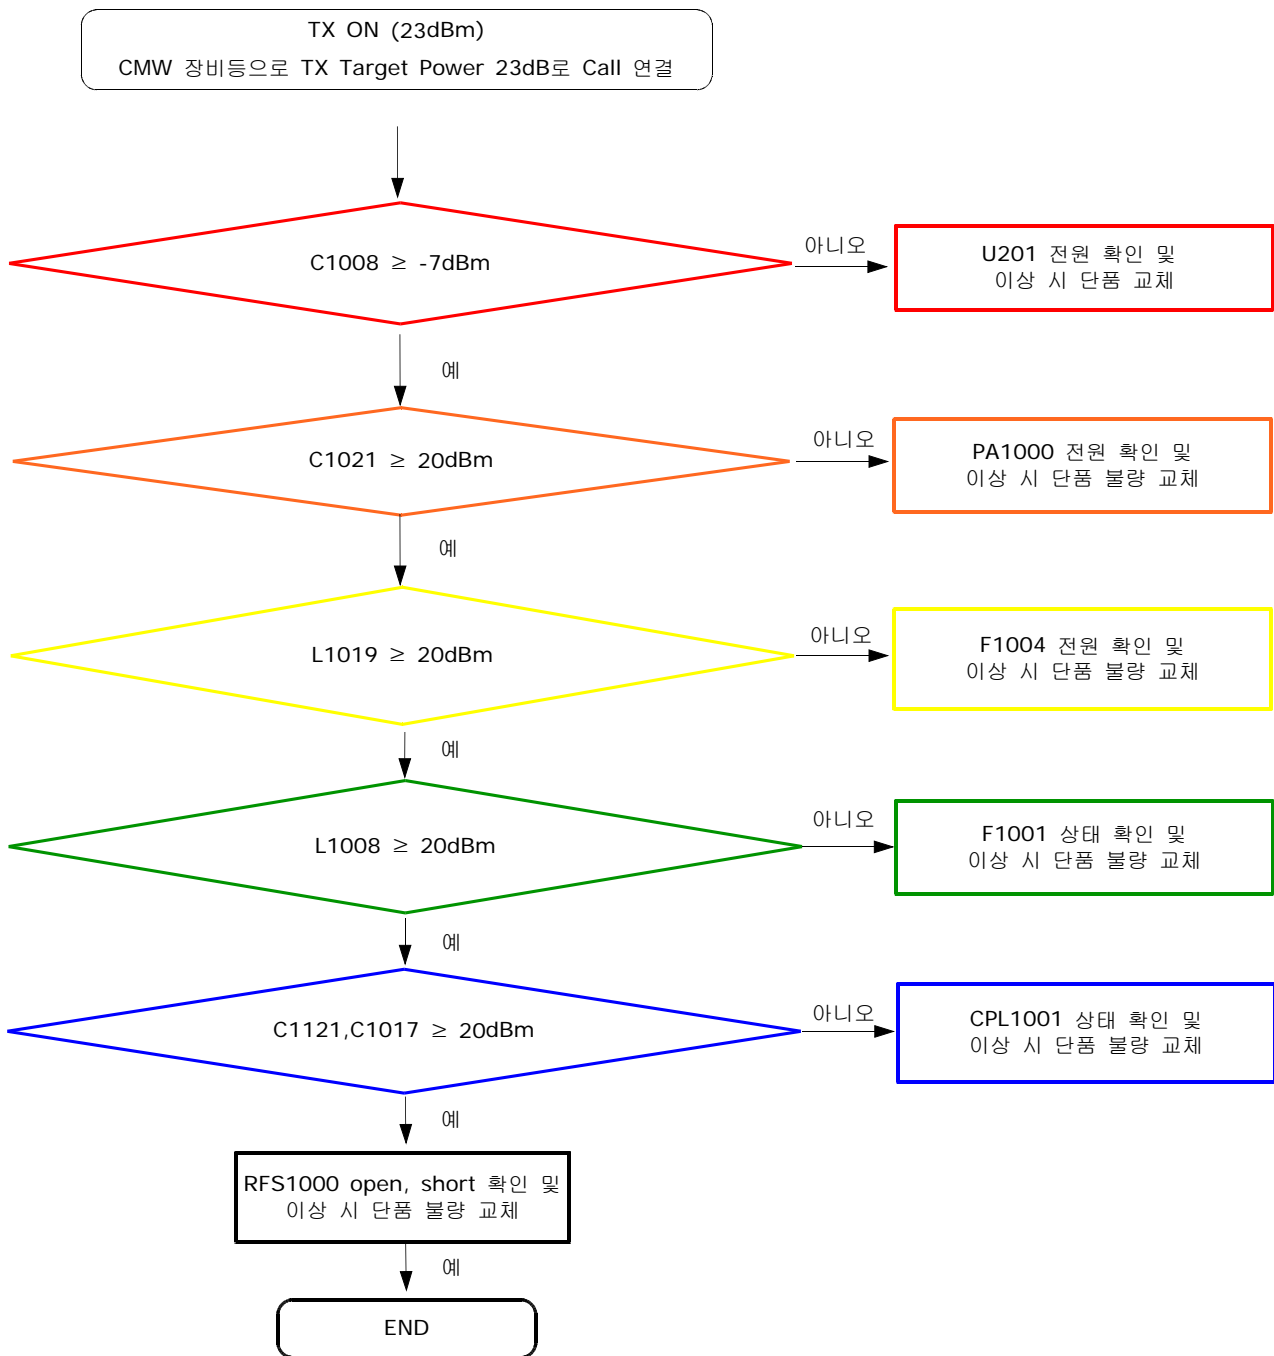 TX ON (23dBm)
CMW 장비등으로 TX Target Power 23dB로 Call 연결
C1008 ≥ -7dBm
아니오
U201 전원 확인 및
이상 시 단품 교체
예
C1021 ≥ 20dBm
아니오
PA1000 전원 확인 및
이상 시 단품 불량 교체
예
L1019 ≥ 20dBm
아니오
F1004 전원 확인 및
이상 시 단품 불량 교체
예
L1008 ≥ 20dBm
아니오
F1001 상태 확인 및
이상 시 단품 불량 교체
예
C1121,C1017 ≥ 20dBm
아니오
CPL1001 상태 확인 및
이상 시 단품 불량 교체
예
RFS1000 open, short 확인 및
이상 시 단품 불량 교체
예
END